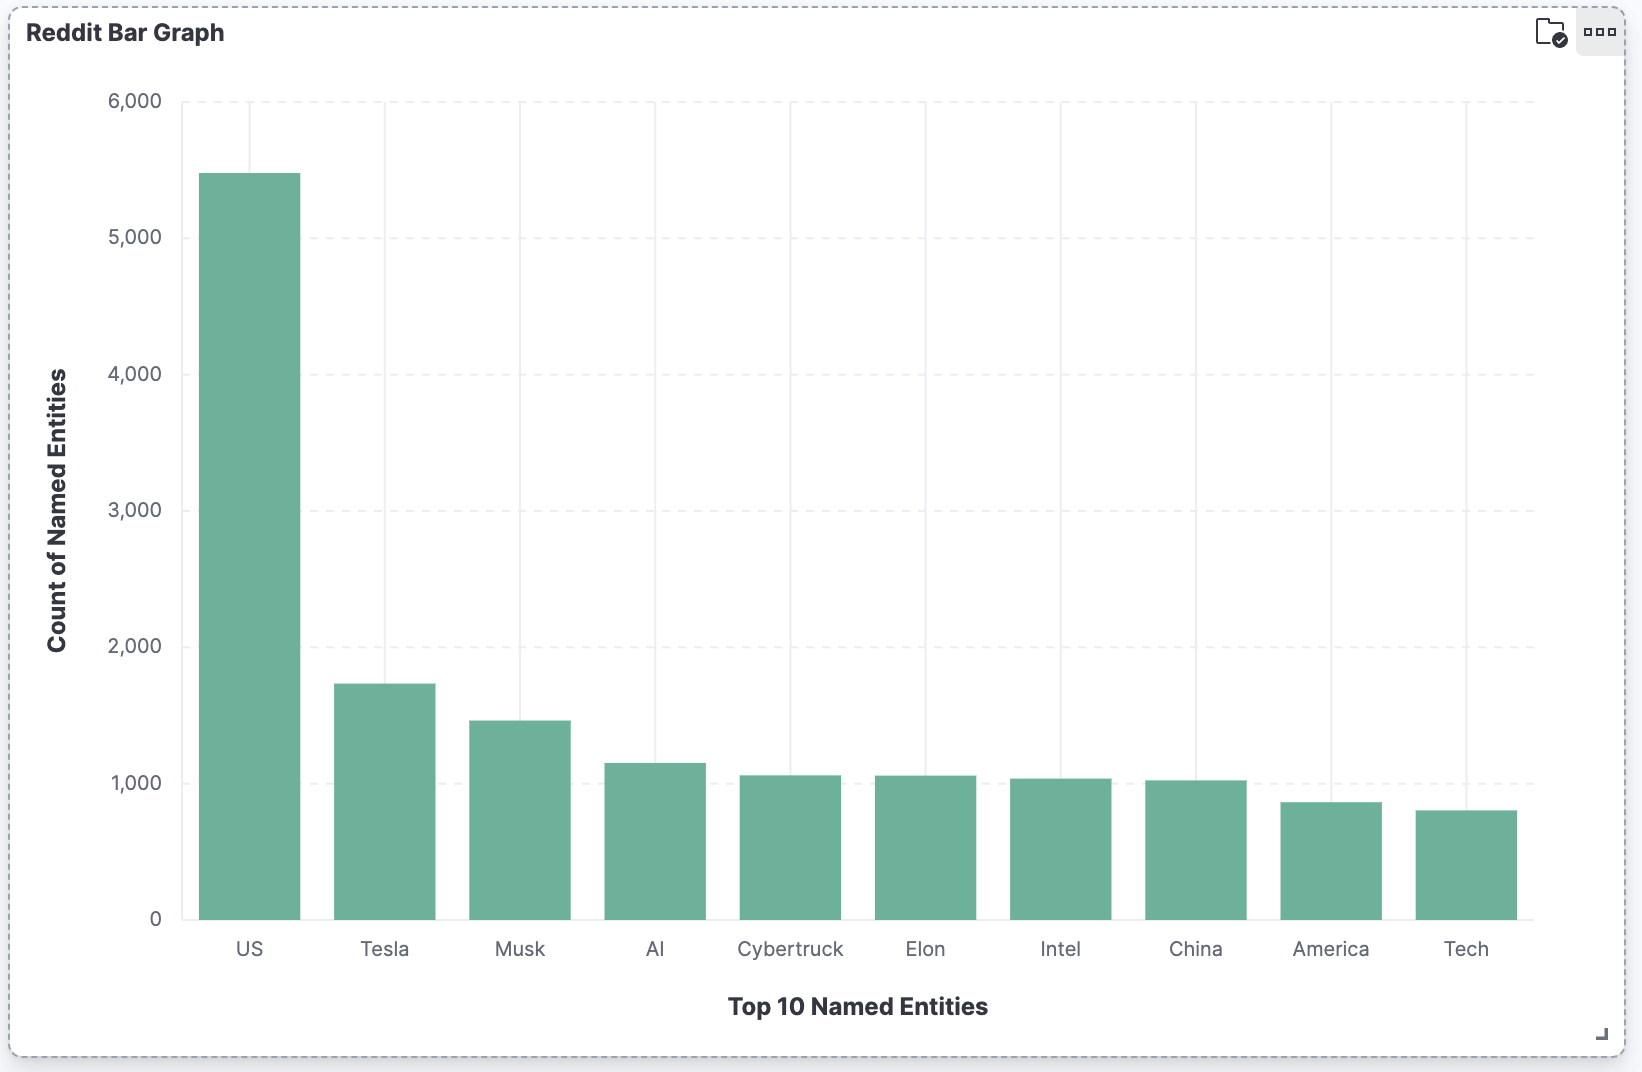 Reddit Bar Graph
6,000
5,000
4,000
3,000
2,000
1,000
0
Count of Named Entities
US
Tesla
Musk
AI
Cybertruck
Elon
Intel
China
America
Tech
Top 10 Named Entities